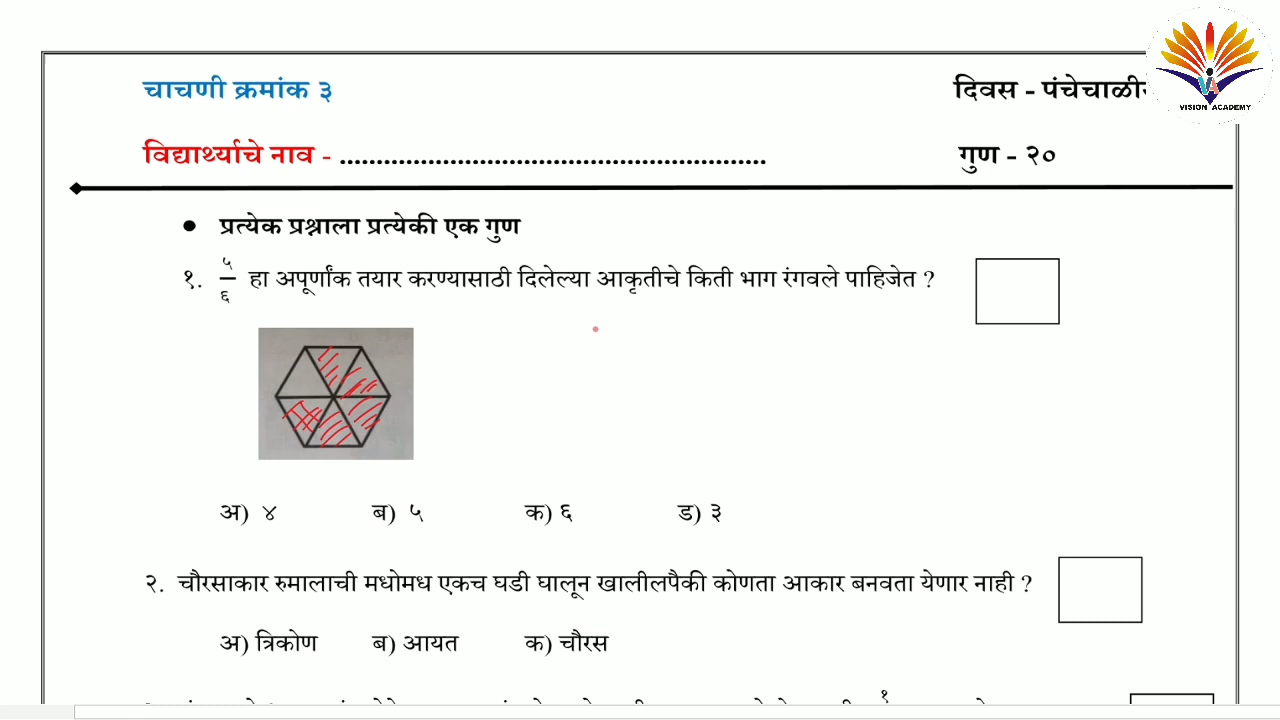 चाचणी क्रमांक ३
दिवस - पंचेचाळीस
VISION ACADEMY
विद्यार्थ्याचे नाव - ..........................................................
गुण - २०
● प्रत्येक प्रश्नाला प्रत्येकी एक गुण
१. ५/६ हा अपूर्णांक तयार करण्यासाठी दिलेल्या आकृतीचे किती भाग रंगवले पाहिजेत ?
अ) ४ ब) ५ क) ६ ड) ३
२. चौरसाकार रुमालाची मधोमध एकच घडी घालून खालीलपैकी कोणता आकार बनवता येणार नाही ?
अ) त्रिकोण ब) आयत क) चौरस